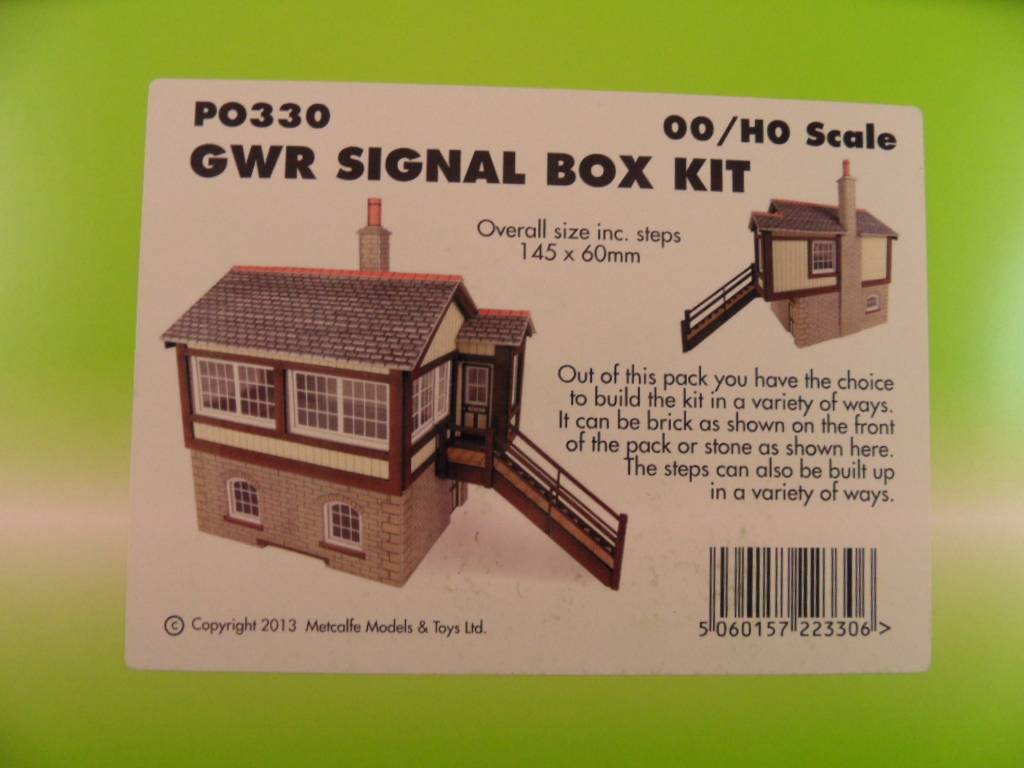 PO330
00/H0 Scale
GWR SIGNAL BOX KIT
Overall size inc. steps
145 x 60mm
Out of this pack you have the choice
to build the kit in a variety of ways.
It can be brick as shown on the front
of the pack or stone as shown here.
The steps can also be built up
in a variety of ways.
© Copyright 2013 Metcalfe Models & Toys Ltd.
5 060157 223306 >